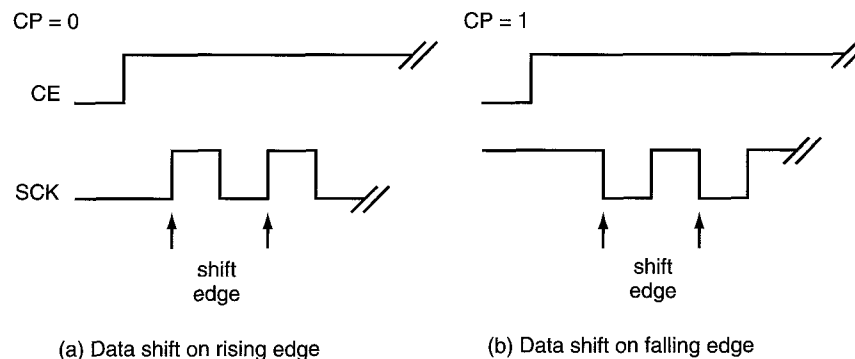 CP = 0
CE
SCK
shift
edge
(a) Data shift on rising edge
CP = 1
shift
edge
(b) Data shift on falling edge